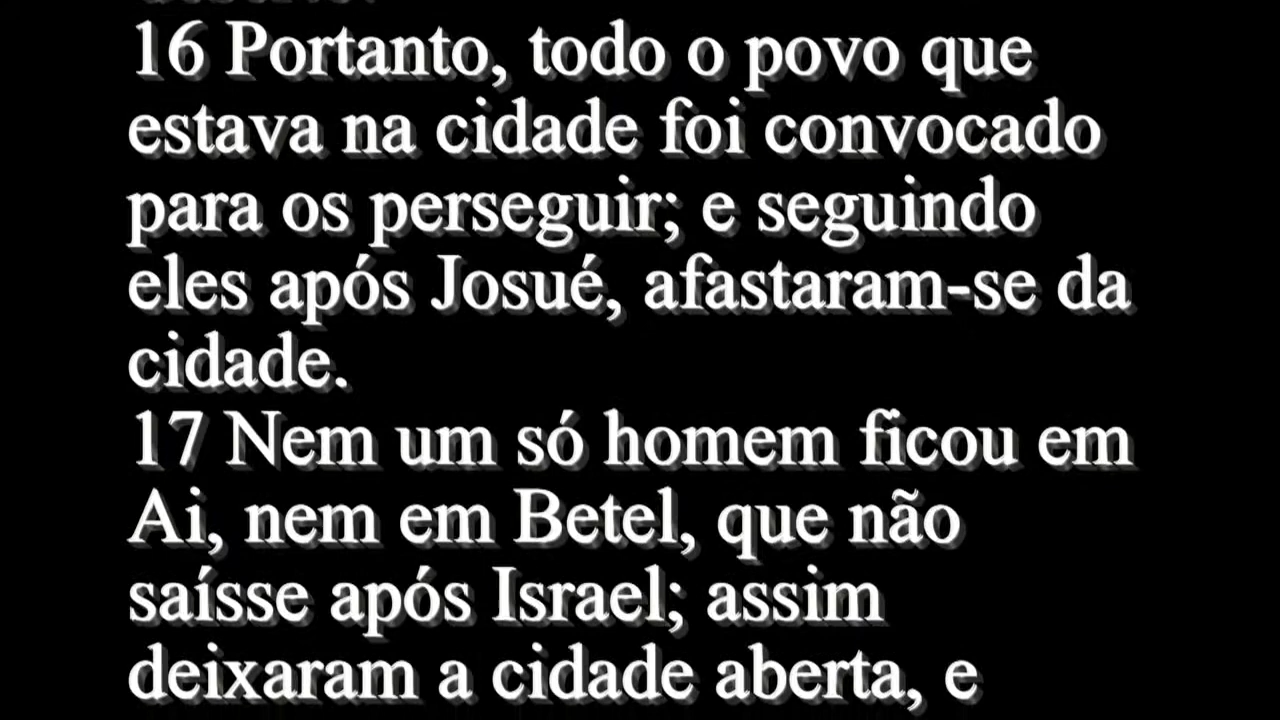 16 Portanto, todo o povo que
estava na cidade foi convocado
para os perseguir; e seguindo
eles após Josué, afastaram-se da
cidade.
17 Nem um só homem ficou em
Ai, nem em Betel, que não
saísse após Israel; assim
deixaram a cidade aberta, e